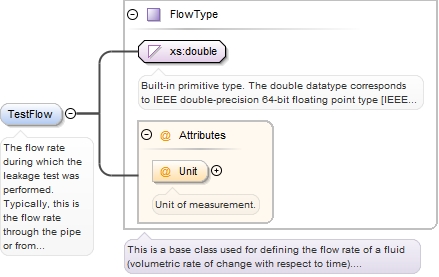 FlowType
xs:double
Built-in primitive type. The double datatype corresponds
to IEEE double-precision 64-bit floating point type [IEEE...
TestFlow
The flow rate
during which the
leakage test was
performed.
Typically, this is
the flow rate
through the pipe
or from...
@ Attributes
@ Unit
Unit of measurement.
This is a base class used for defining the flow rate of a fluid
(volumetric rate of change with respect to time)....